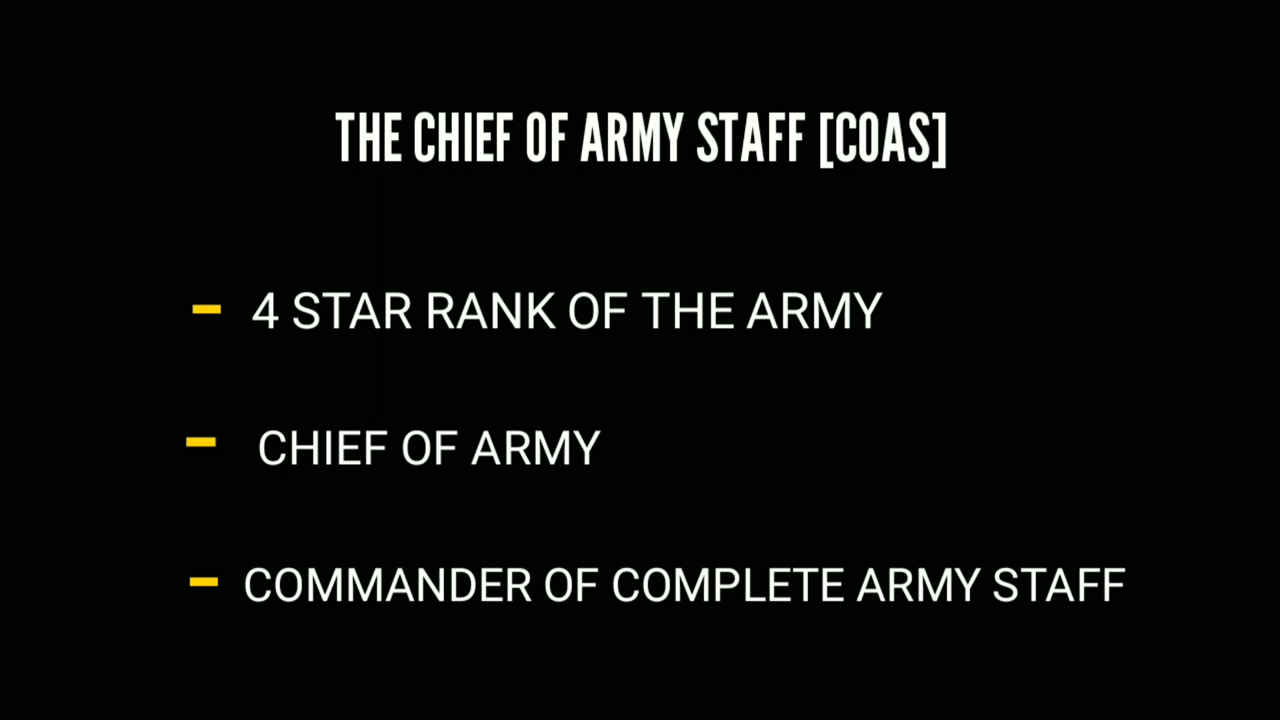 THE CHIEF OF ARMY STAFF [COAS]
- 4 STAR RANK OF THE ARMY
- CHIEF OF ARMY
- COMMANDER OF COMPLETE ARMY STAFF